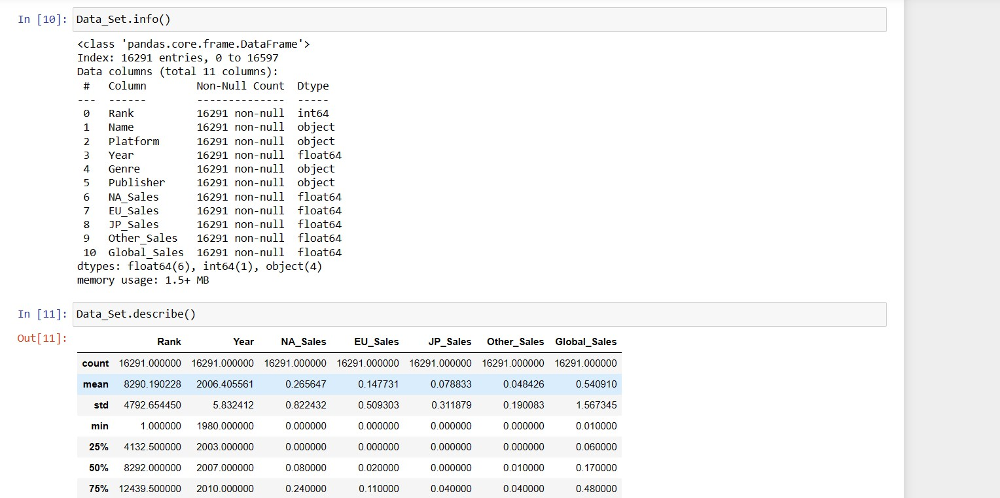 In [10]: Data_Set.info()
<class 'pandas.core.frame.DataFrame'>
Index: 16291 entries, 0 to 16597
Data columns (total 11 columns):
 #   Column        Non-Null Count  Dtype
---  ------        --------------  -----
 0   Rank          16291 non-null  int64
 1   Name          16291 non-null  object
 2   Platform      16291 non-null  object
 3   Year          16291 non-null  float64
 4   Genre         16291 non-null  object
 5   Publisher     16291 non-null  object
 6   NA_Sales      16291 non-null  float64
 7   EU_Sales      16291 non-null  float64
 8   JP_Sales      16291 non-null  float64
 9   Other_Sales   16291 non-null  float64
 10  Global_Sales  16291 non-null  float64
dtypes: float64(6), int64(1), object(4)
memory usage: 1.5+ MB
In [11]: Data_Set.describe()
Out[11]:
Rank Year NA_Sales EU_Sales JP_Sales Other_Sales Global_Sales
count 16291.000000 16291.000000 16291.000000 16291.000000 16291.000000 16291.000000 16291.000000
mean 8290.190228 2006.405561 0.265647 0.147731 0.078833 0.048426 0.540910
std 4792.654450 5.832412 0.822432 0.509303 0.311879 0.190083 1.567345
min 1.000000 1980.000000 0.000000 0.000000 0.000000 0.000000 0.010000
25% 4132.500000 2003.000000 0.000000 0.000000 0.000000 0.000000 0.060000
50% 8292.000000 2007.000000 0.080000 0.020000 0.000000 0.010000 0.170000
75% 12439.500000 2010.000000 0.240000 0.110000 0.040000 0.040000 0.480000